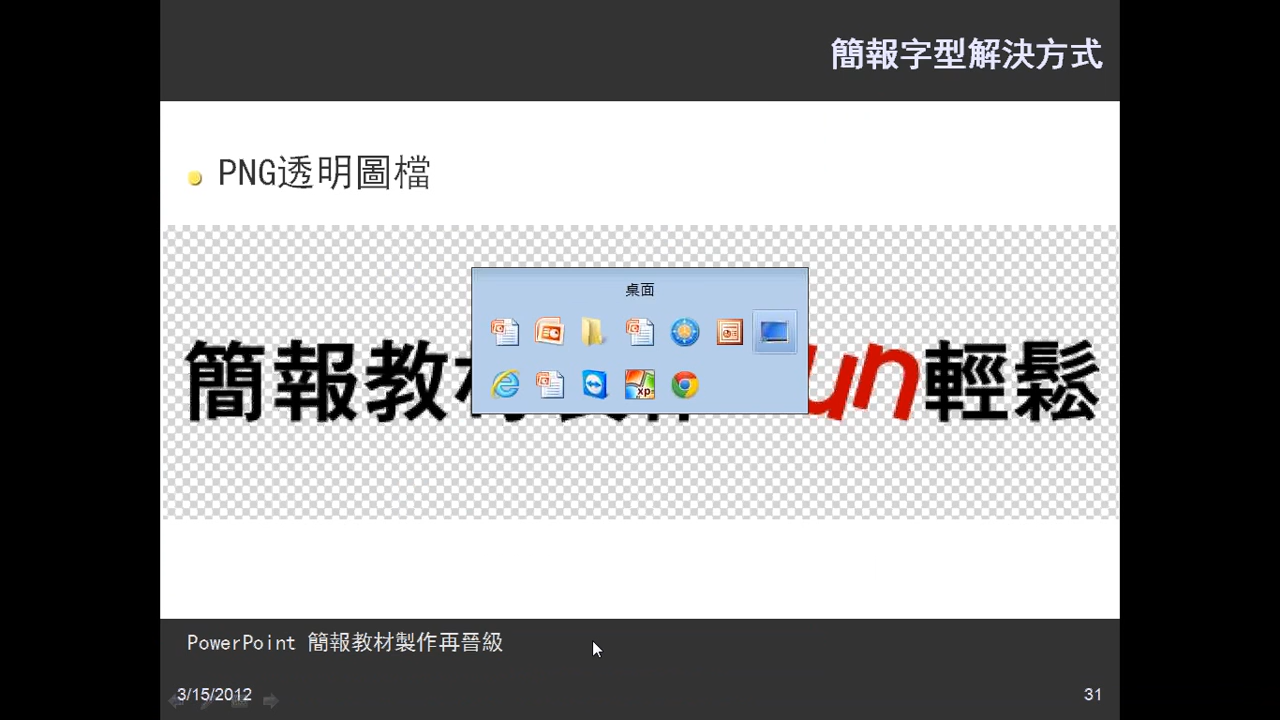 簡報字型解決方式
PNG透明圖檔
桌面
簡報教 un輕鬆
xp
PowerPoint 簡報教材製作再晉級
3/15/2012
31